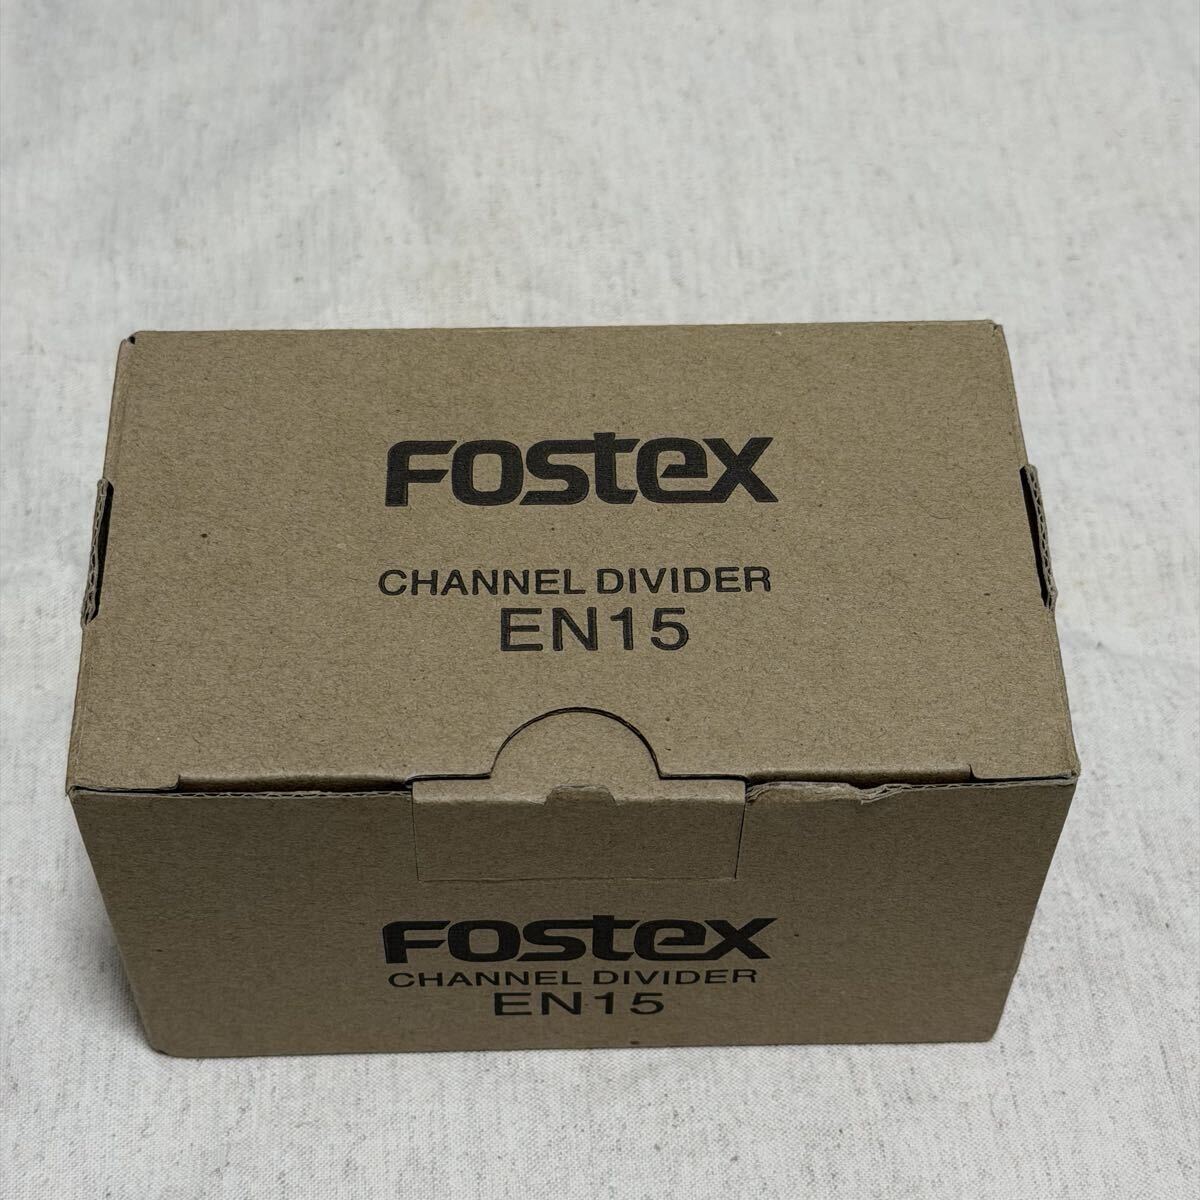 FOSTEX
CHANNEL DIVIDER
EN15
FOSTEX
CHANNEL DIVIDER
EN15